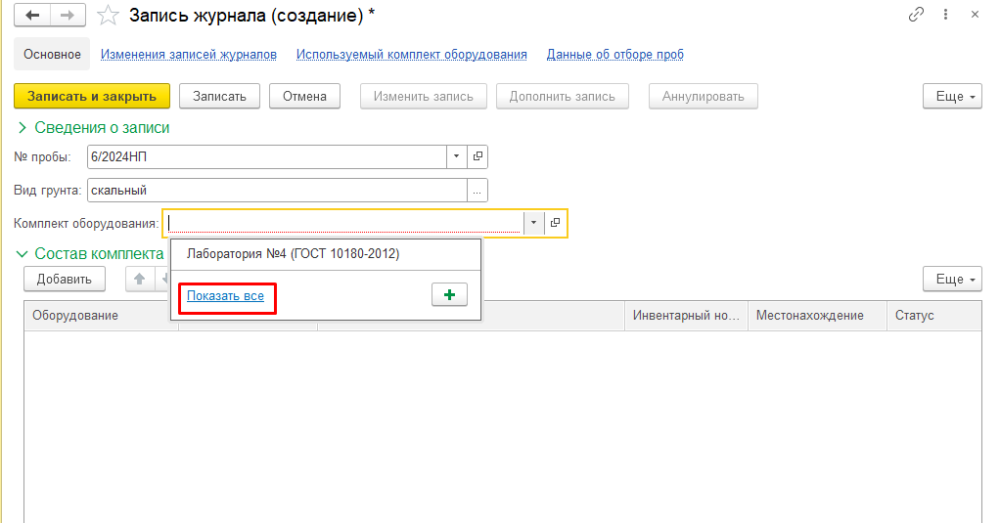 Запись журнала (создание) *
Основное Изменения записей журналов Используемый комплект оборудования Данные об отборе проб
Записать и закрыть Записать Отмена Изменить запись Дополнить запись Аннулировать Еще
Сведения о записи
№ пробы: 6/2024НП
Вид грунта: скальный ...
Комплект оборудования:
Лаборатория №4 (ГОСТ 10180-2012)
Состав комплекта
Добавить Еще
Показать все
Оборудование Инвентарный но... Местонахождение Статус